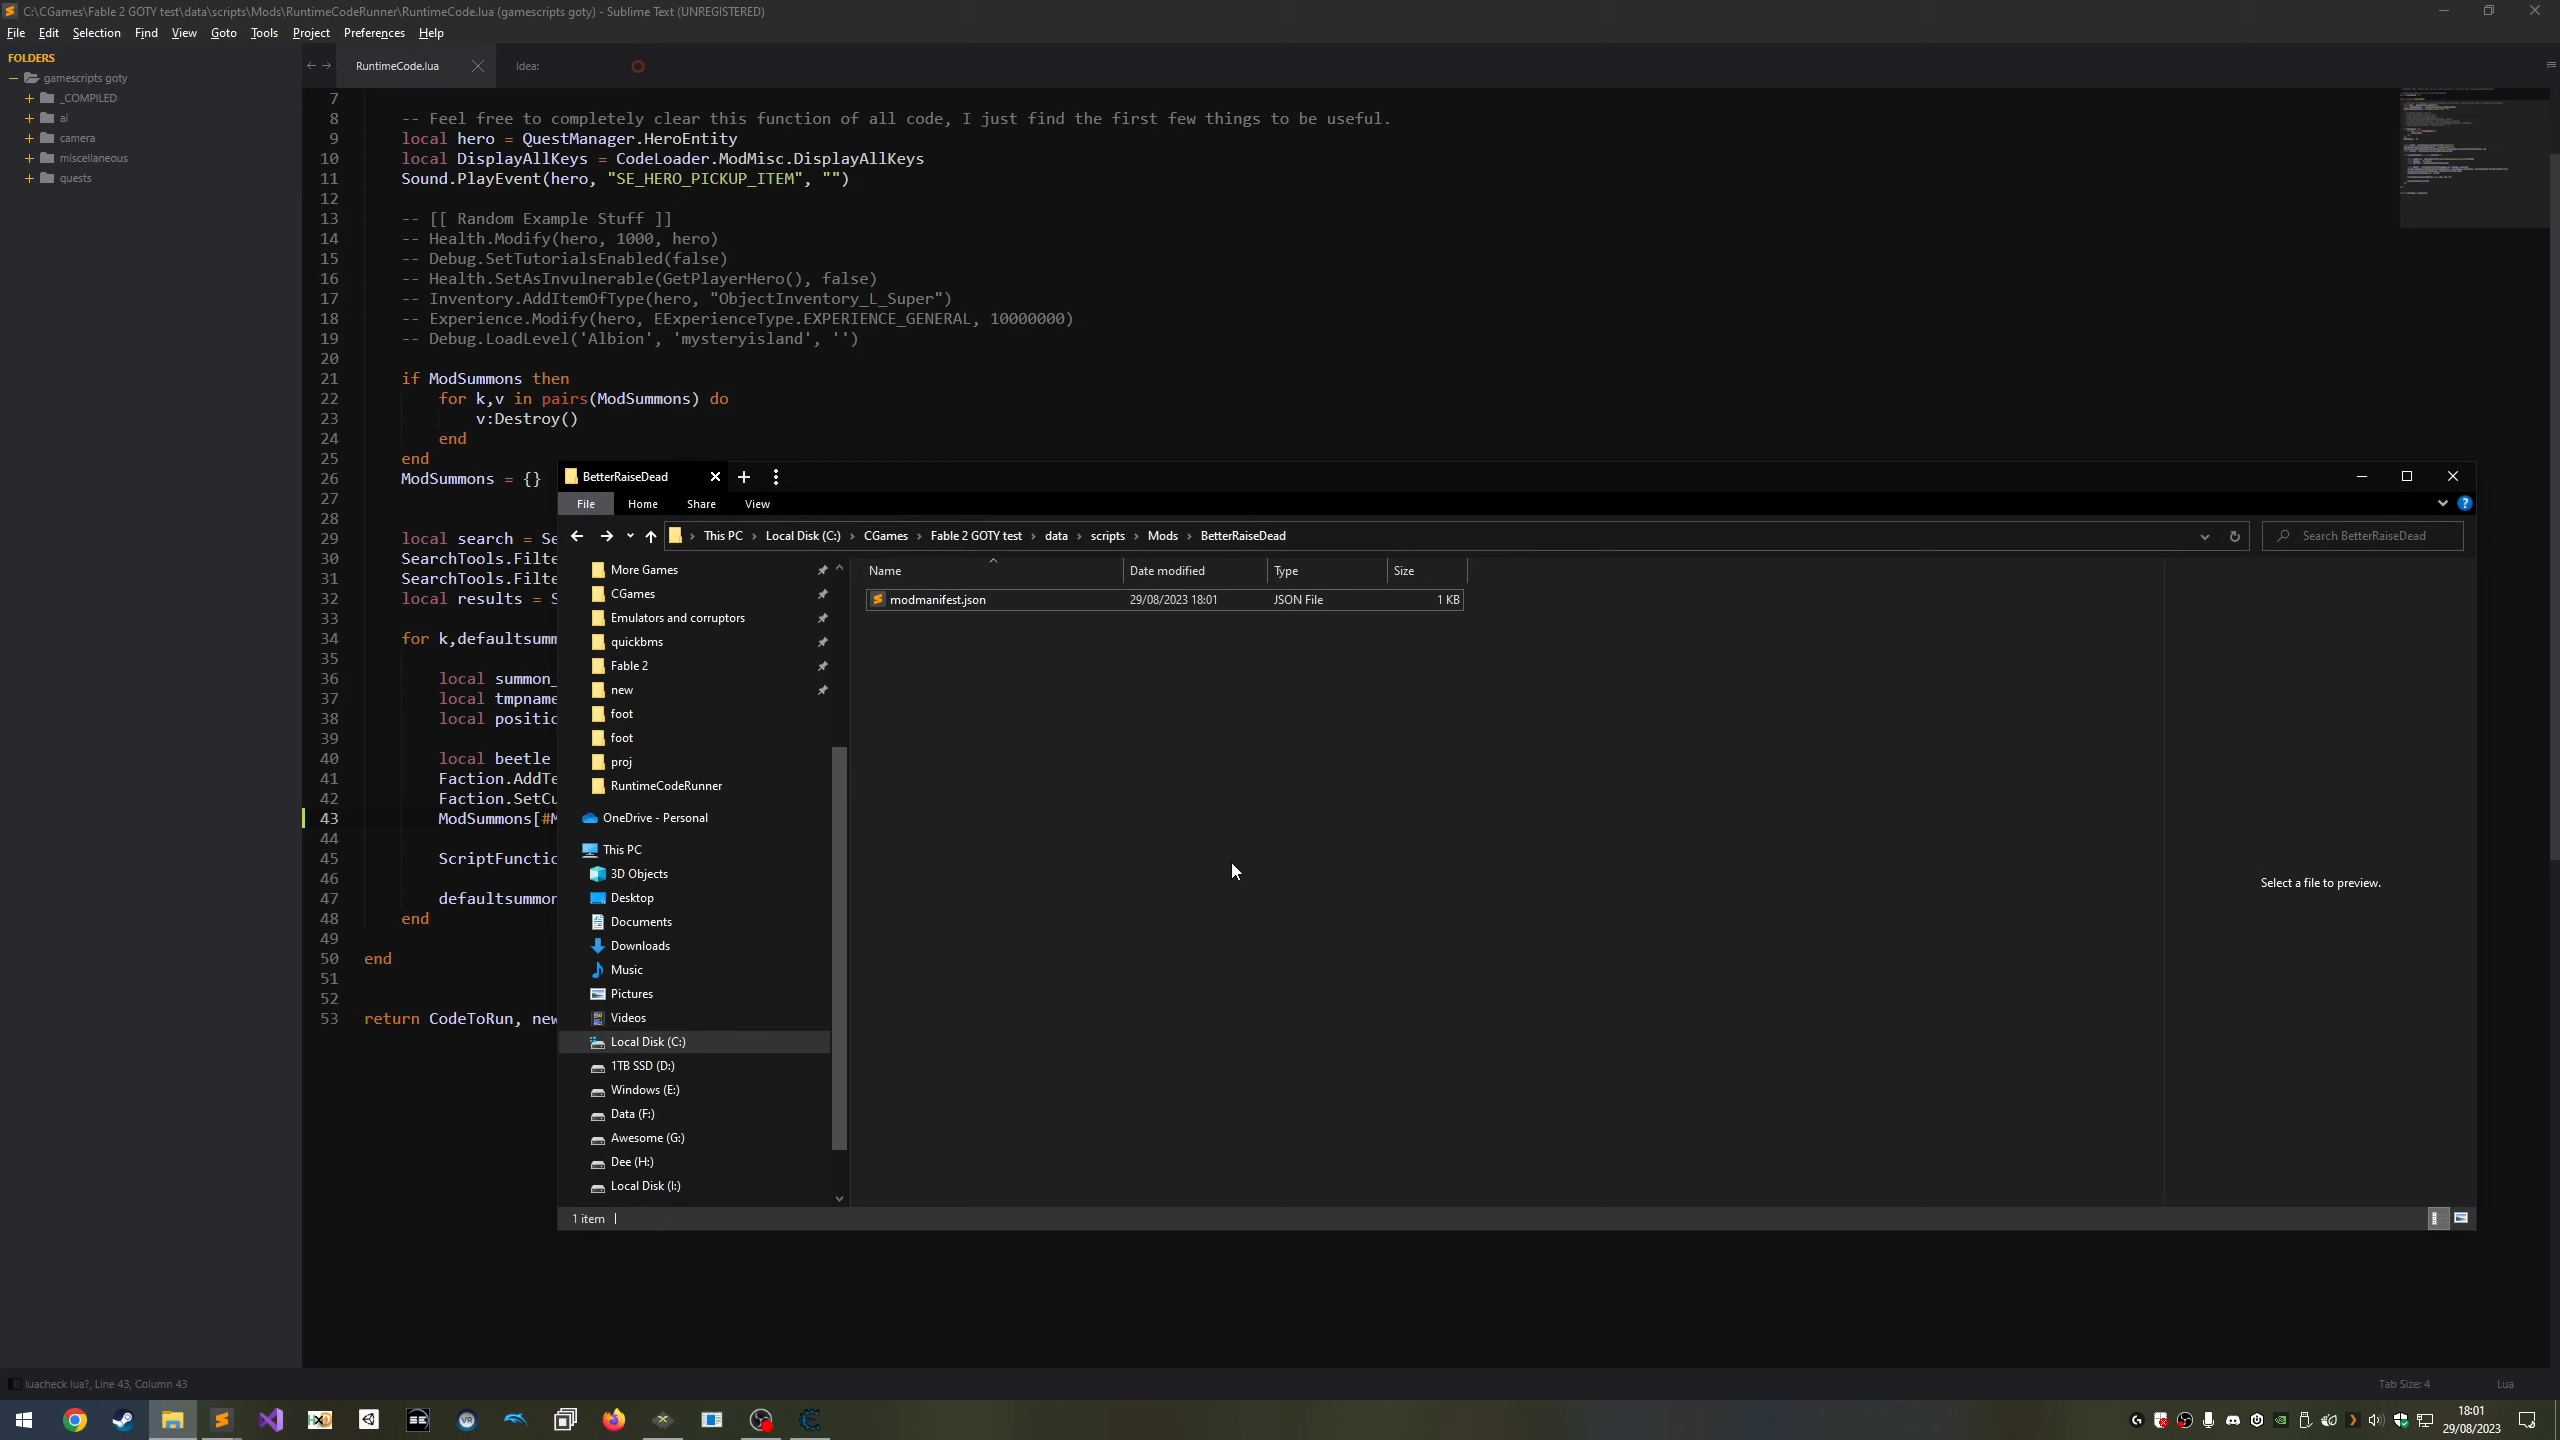 C:\CGames\Fable 2 GOTY test\data\scripts\Mods\RuntimeCodeRunner\RuntimeCode.lua (gamescripts goty) - Sublime Text (UNREGISTERED)
File Edit Selection Find View Goto Tools Project Preferences Help
FOLDERS
gamescripts goty
_COMPILED
ai
camera
miscellaneous
quests
RuntimeCode.lua
Idea:
7
8 -- Feel free to completely clear this function of all code, I just find the first few things to be useful.
9 local hero = QuestManager.HeroEntity
10 local DisplayAllKeys = CodeLoader.ModMisc.DisplayAllKeys
11 Sound.PlayEvent(hero, "SE_HERO_PICKUP_ITEM", "")
12
13 -- [[ Random Example Stuff ]]
14 -- Health.Modify(hero, 1000, hero)
15 -- Debug.SetTutorialsEnabled(false)
16 -- Health.SetAsInvulnerable(GetPlayerHero(), false)
17 -- Inventory.AddItemOfType(hero, "ObjectInventory_L_Super")
18 -- Experience.Modify(hero, EExperienceType.EXPERIENCE_GENERAL, 10000000)
19 -- Debug.LoadLevel('Albion', 'mysteryisland', '')
20
21 if ModSummons then
22 for k,v in pairs(ModSummons) do
23 v:Destroy()
24 end
25 end
26 ModSummons = {}
27
28
29 local search = Se
30 SearchTools.Filte
31 SearchTools.Filte
32 local results = S
33
34 for k,defaultsumm
35
36 local summon_
37 local tmpname
38 local positio
39
40 local beetle
41 Faction.AddTe
42 Faction.SetCu
43 ModSummons[#M
44
45 ScriptFunctio
46
47 defaultsummon
48 end
49
50 end
51
52
53 return CodeToRun, new
BetterRaiseDead
File Home Share View
This PC Local Disk (C:) CGames Fable 2 GOTY test data scripts Mods BetterRaiseDead
Search BetterRaiseDead
More Games
CGames
Emulators and corruptors
quickbms
Fable 2
new
foot
foot
proj
RuntimeCodeRunner
OneDrive - Personal
This PC
3D Objects
Desktop
Documents
Downloads
Music
Pictures
Videos
Local Disk (C:)
1TB SSD (D:)
Windows (E:)
Data (F:)
Awesome (G:)
Dee (H:)
Local Disk (I:)
Name Date modified Type Size
modmanifest.json 29/08/2023 18:01 JSON File 1 KB
Select a file to preview.
1 item
luacheck lua?, Line 43, Column 43
Tab Size: 4 Lua
18:01
29/08/2023